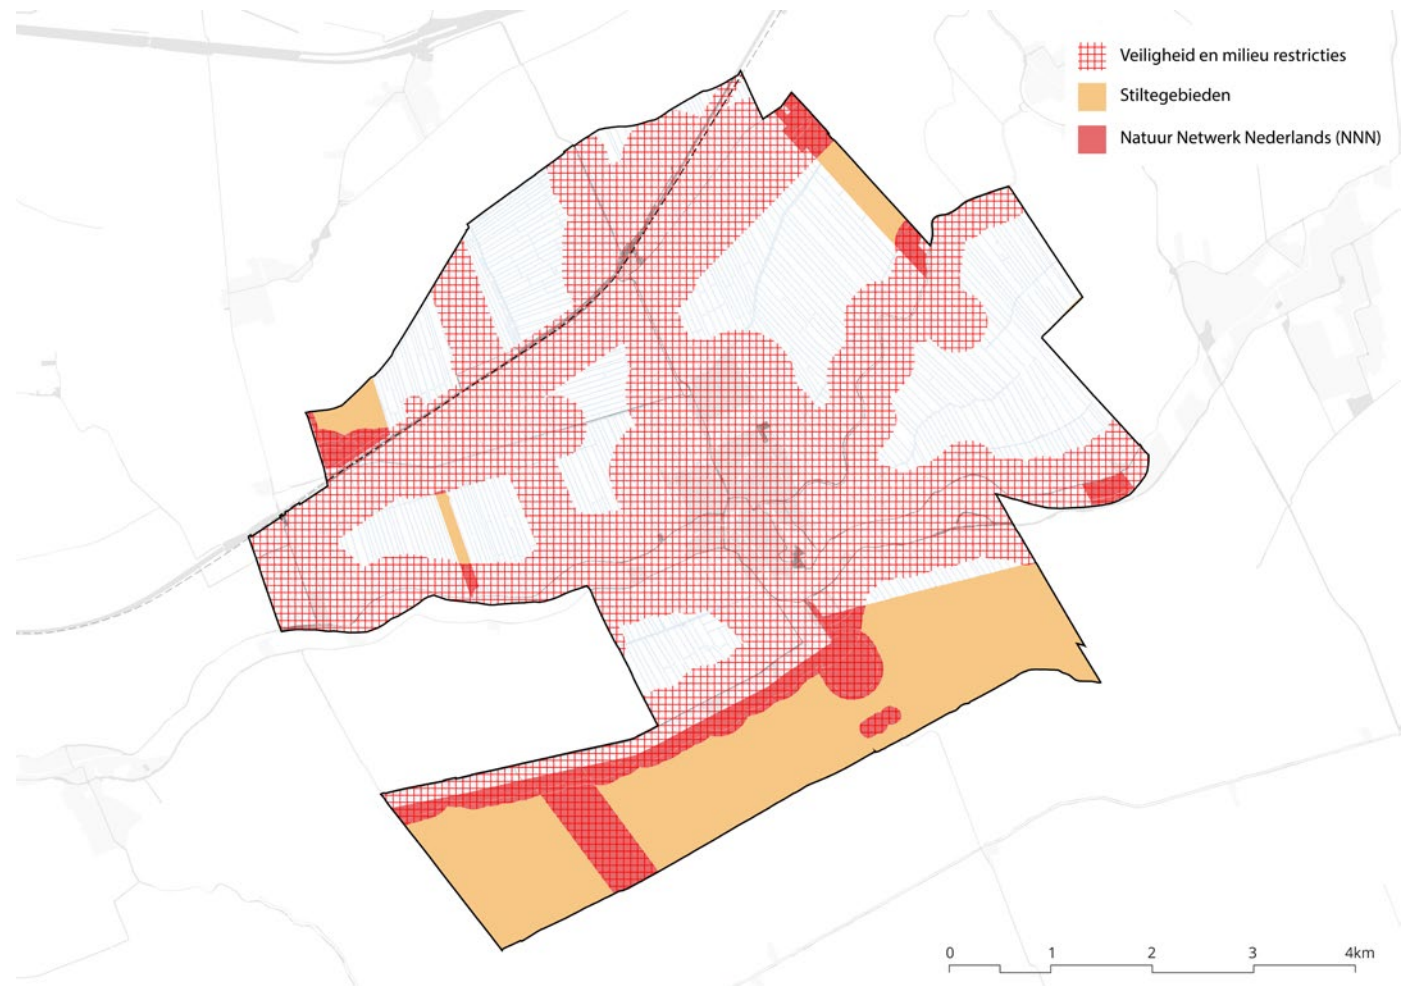 Veiligheid en milieu restricties
Stiltegebieden
Natuur Netwerk Nederlands (NNN)
0 1 2 3 4km